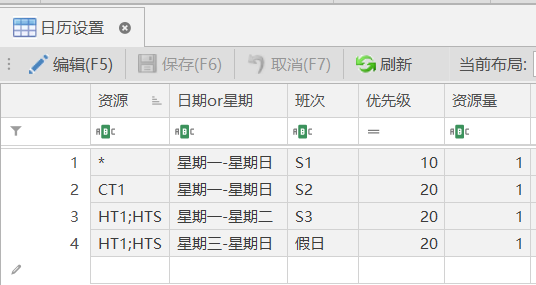 日历设置
编辑(F5) 保存(F6) 取消(F7) 刷新 当前布局:
资源 日期or星期 班次 优先级 资源量
ABC ABC ABC = ABC
1 * 星期一-星期日 S1 10 1
2 CT1 星期一-星期日 S2 20 1
3 HT1;HTS 星期一-星期二 S3 20 1
4 HT1;HTS 星期三-星期日 假日 20 1